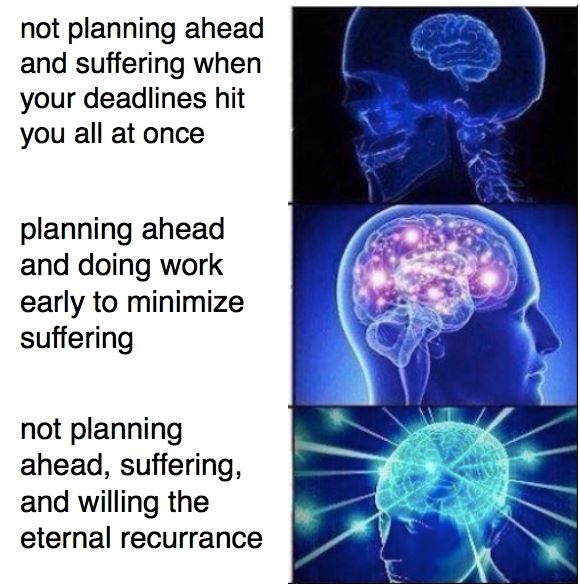 not planning ahead
and suffering when
your deadlines hit
you all at once
planning ahead
and doing work
early to minimize
suffering
not planning
ahead, suffering,
and willing the
eternal recurrance